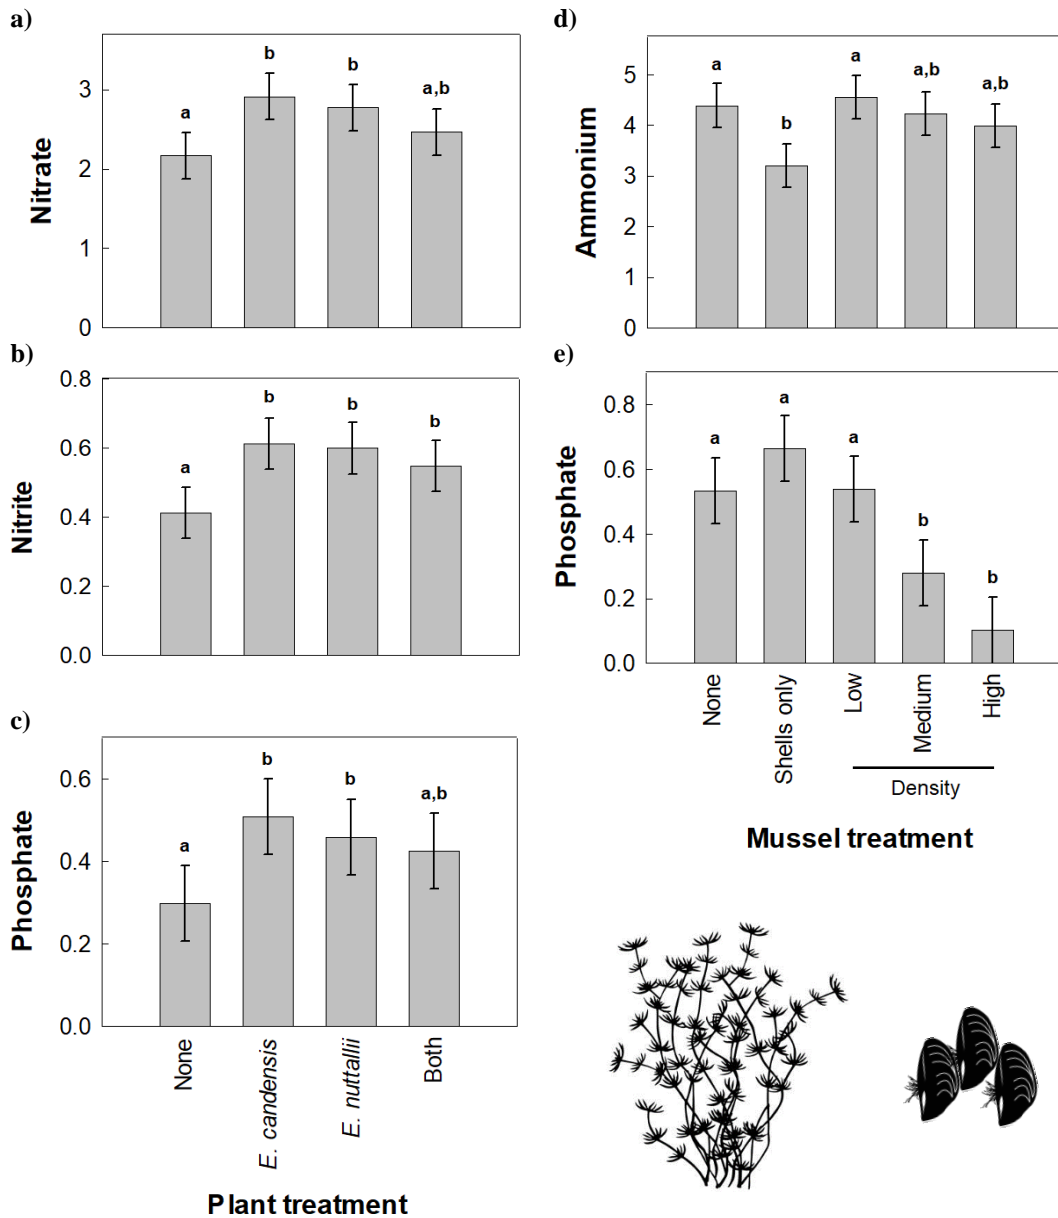 a)
Nitrate
3
2
1
0
a
b
b
a,b
b)
Nitrite
0.8
0.6
0.4
0.2
0.0
a
b
b
b
c)
Phosphate
0.6
0.4
0.2
0.0
a
b
b
a,b
None
E. candensis
E. nuttallii
Both
Plant treatment
d)
Ammonium
5
4
3
2
1
0
a
b
a
a,b
a,b
e)
Phosphate
0.8
0.6
0.4
0.2
0.0
a
a
a
b
b
None
Shells only
Low
Medium
High
Density
Mussel treatment